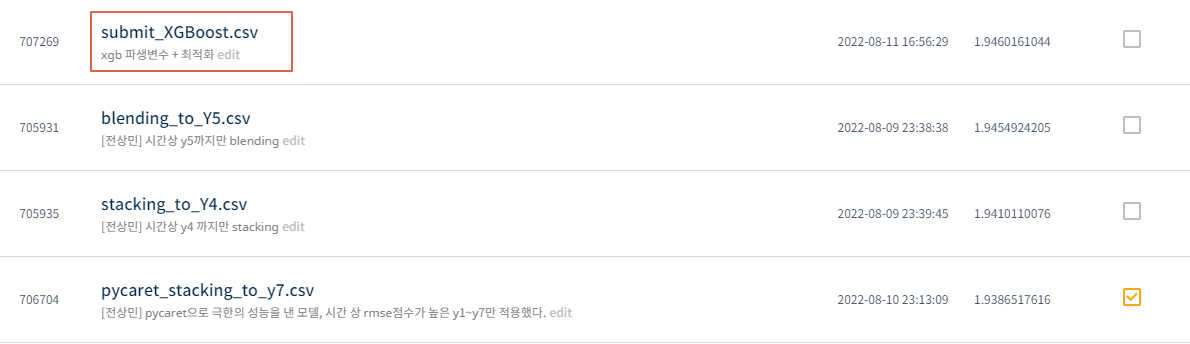 707269
submit_XGBoost.csv
xgb 파생변수 + 최적화 edit
2022-08-11 16:56:29
1.9460161044
705931
blending_to_Y5.csv
[전상민] 시간상 y5까지만 blending edit
2022-08-09 23:38:38
1.9454924205
705935
stacking_to_Y4.csv
[전상민] 시간상 y4 까지만 stacking edit
2022-08-09 23:39:45
1.9410110076
706704
pycaret_stacking_to_y7.csv
[전상민] pycaret으로 극한의 성능을 낸 모델, 시간 상 rmse점수가 높은 y1~y7만 적용했다. edit
2022-08-10 23:13:09
1.9386517616